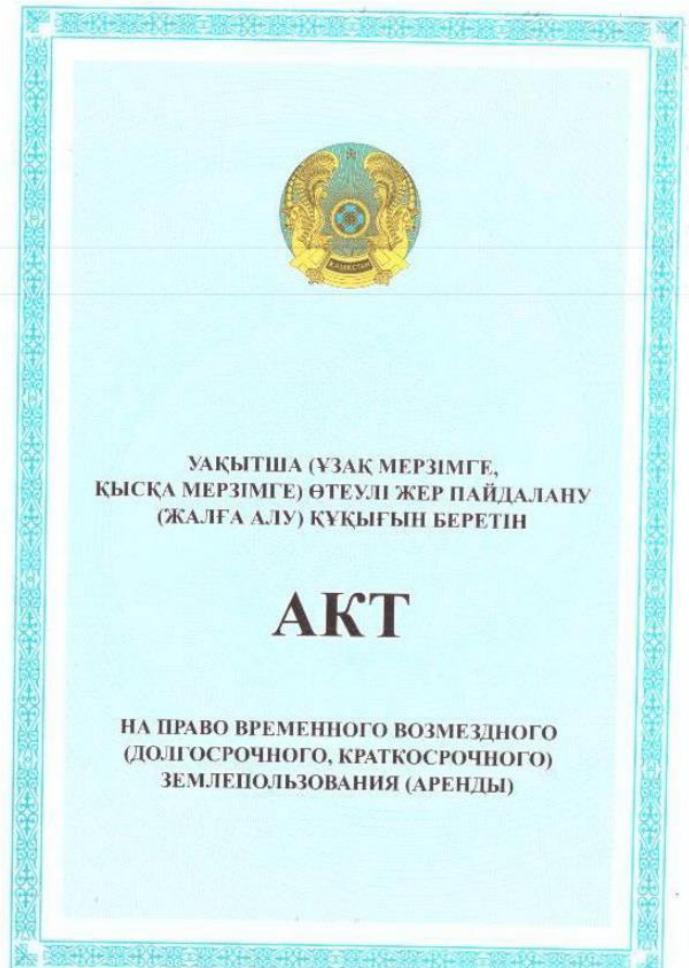 ҚАЗАҚСТАН
УАҚЫТША (ҰЗАҚ МЕРЗІМГЕ,
ҚЫСҚА МЕРЗІМГЕ) ӨТЕУЛІ ЖЕР ПАЙДАЛАНУ
(ЖАЛҒА АЛУ) ҚҰҚЫҒЫН БЕРЕТІН
АКТ
НА ПРАВО ВРЕМЕННОГО ВОЗМЕЗДНОГО
(ДОЛГОСРОЧНОГО, КРАТКОСРОЧНОГО)
ЗЕМЛЕПОЛЬЗОВАНИЯ (АРЕНДЫ)